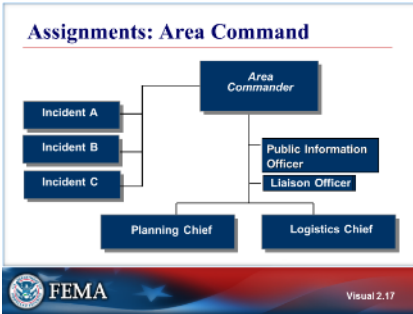 Assignments: Area Command
Area
Commander
Incident A
Incident B
Incident C
Public Information
Officer
Liaison Officer
Planning Chief
Logistics Chief
FEMA
Visual 2.17